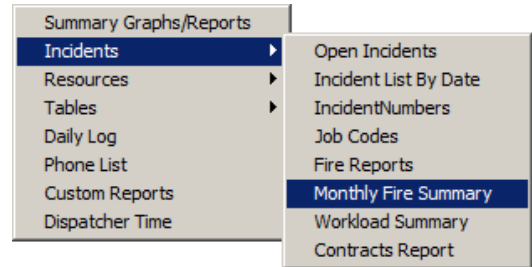 Summary Graphs/Reports
Incidents
Resources
Tables
Daily Log
Phone List
Custom Reports
Dispatcher Time
Open Incidents
Incident List By Date
IncidentNumbers
Job Codes
Fire Reports
Monthly Fire Summary
Workload Summary
Contracts Report